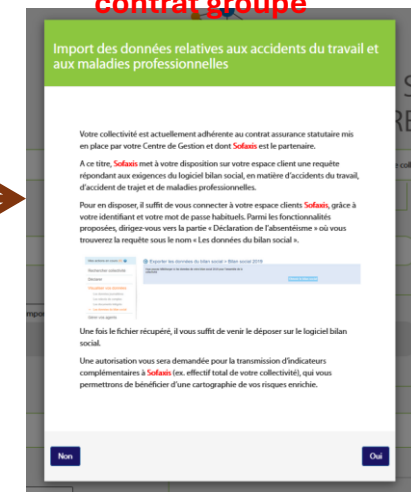 contrat groupe
Import des données relatives aux accidents du travail et
aux maladies professionnelles
Votre collectivité est actuellement adhérente au contrat assurance statutaire mis
en place par votre Centre de Gestion et dont Sofaxis est le partenaire.
A ce titre, Sofaxis met à votre disposition sur votre espace client une requête
répondant aux exigences du logiciel bilan social, en matière d'accidents du travail,
d'accident de trajet et de maladies professionnelles.
Pour en disposer, il suffit de vous connecter à votre espace clients Sofaxis, grâce à
votre identifiant et votre mot de passe habituels. Parmi les fonctionnalités
proposées, dirigez-vous vers la partie « Déclaration de l'absentéisme » où vous
trouverez la requête sous le nom « Les données du bilan social ».
Exporter les données du bilan social - Bilan social 2019
Rechercher
Déclarer
Visualiser vos données
Gérer vos agents
Une fois le fichier récupéré, il vous suffit de venir le déposer sur le logiciel bilan
social.
Une autorisation vous sera demandée pour la transmission d'indicateurs
complémentaires à Sofaxis (ex. effectif total de votre collectivité), qui vous
permettrons de bénéficier d'une cartographie de vos risques enrichie.
Non
Oui